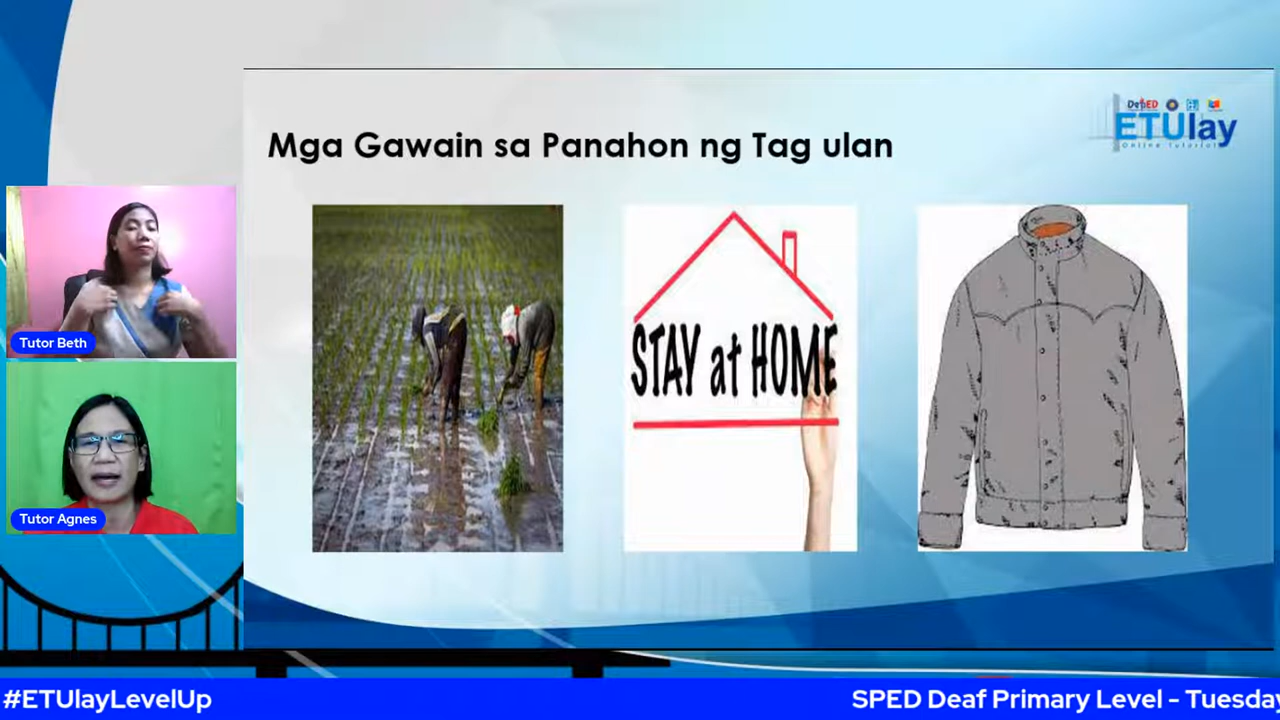 Mga Gawain sa Panahon ng Tag ulan
DepED
ETUlay
Online Tutorial
STAY at HOME
Tutor Beth
Tutor Agnes
#ETUlayLevelUp
SPED Deaf Primary Level - Tuesday